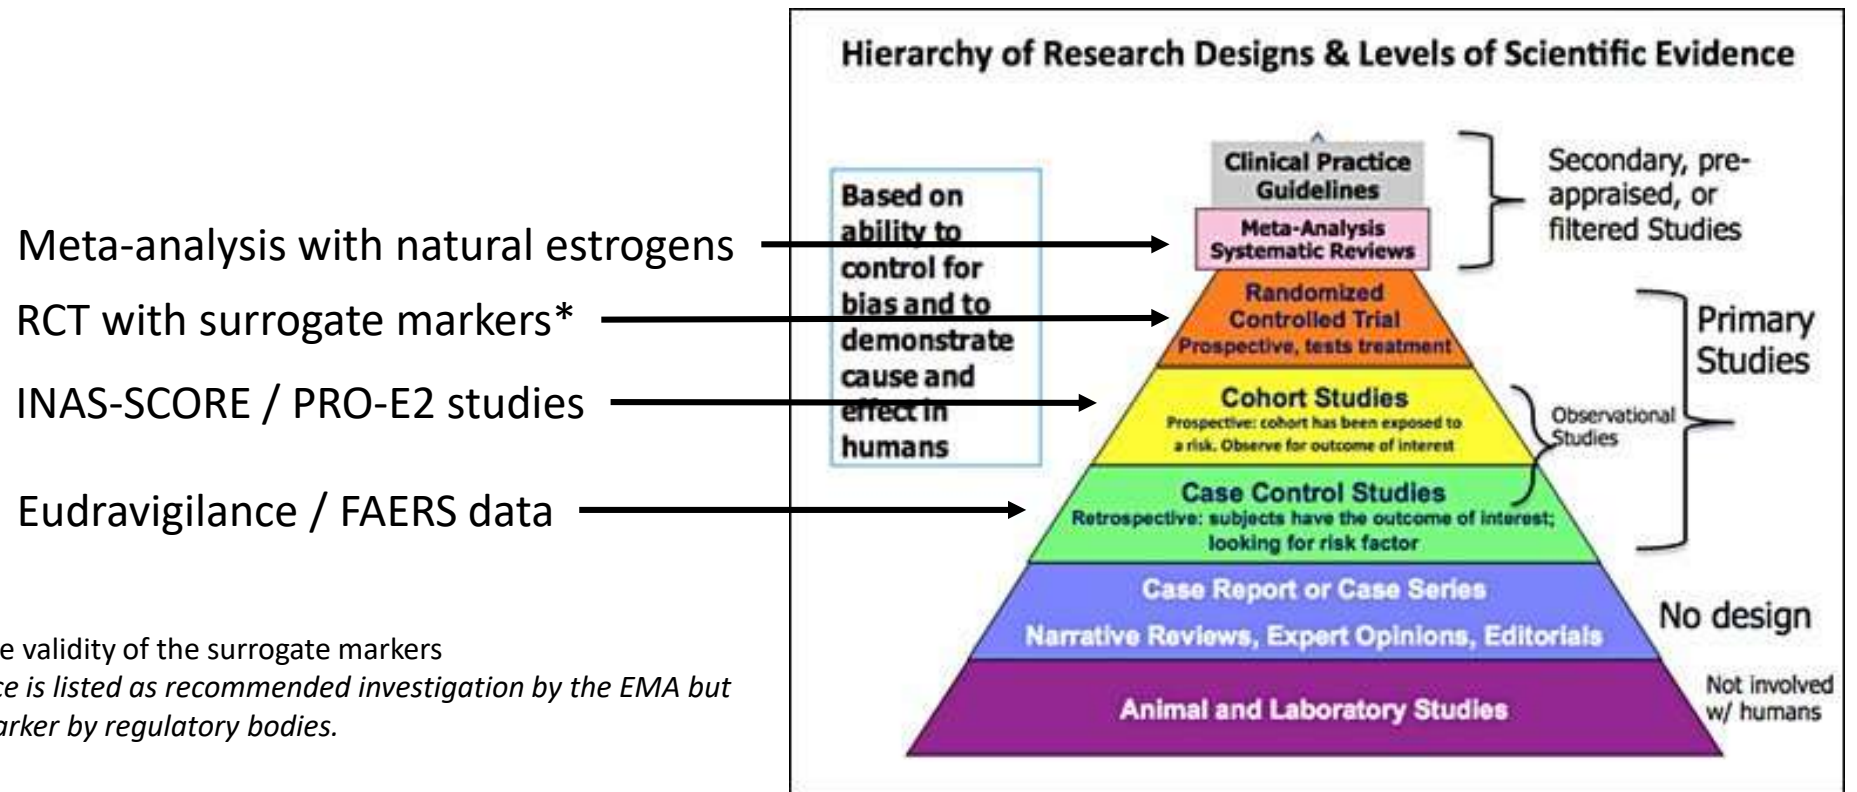 Hierarchy of Research Designs & Levels of Scientific Evidence
Meta-analysis with natural estrogens
RCT with surrogate markers*
INAS-SCORE / PRO-E2 studies
Eudravigilance / FAERS data
e validity of the surrogate markers
ce is listed as recommended investigation by the EMA but
arker by regulatory bodies.
Based on
ability to
control for
bias and to
demonstrate
cause and
effect in
humans
Clinical Practice
Guidelines
Meta-Analysis
Systematic Reviews
Randomized
Controlled Trial
Prospective, tests treatment
Cohort Studies
Prospective: cohort has been exposed to
a risk. Observe for outcome of interest
Case Control Studies
Retrospective: subjects have the outcome of interest;
looking for risk factor
Case Report or Case Series
Narrative Reviews, Expert Opinions, Editorials
Animal and Laboratory Studies
Secondary, pre-
appraised, or
filtered Studies
Primary
Studies
Observational
Studies
No design
Not involved
w/ humans